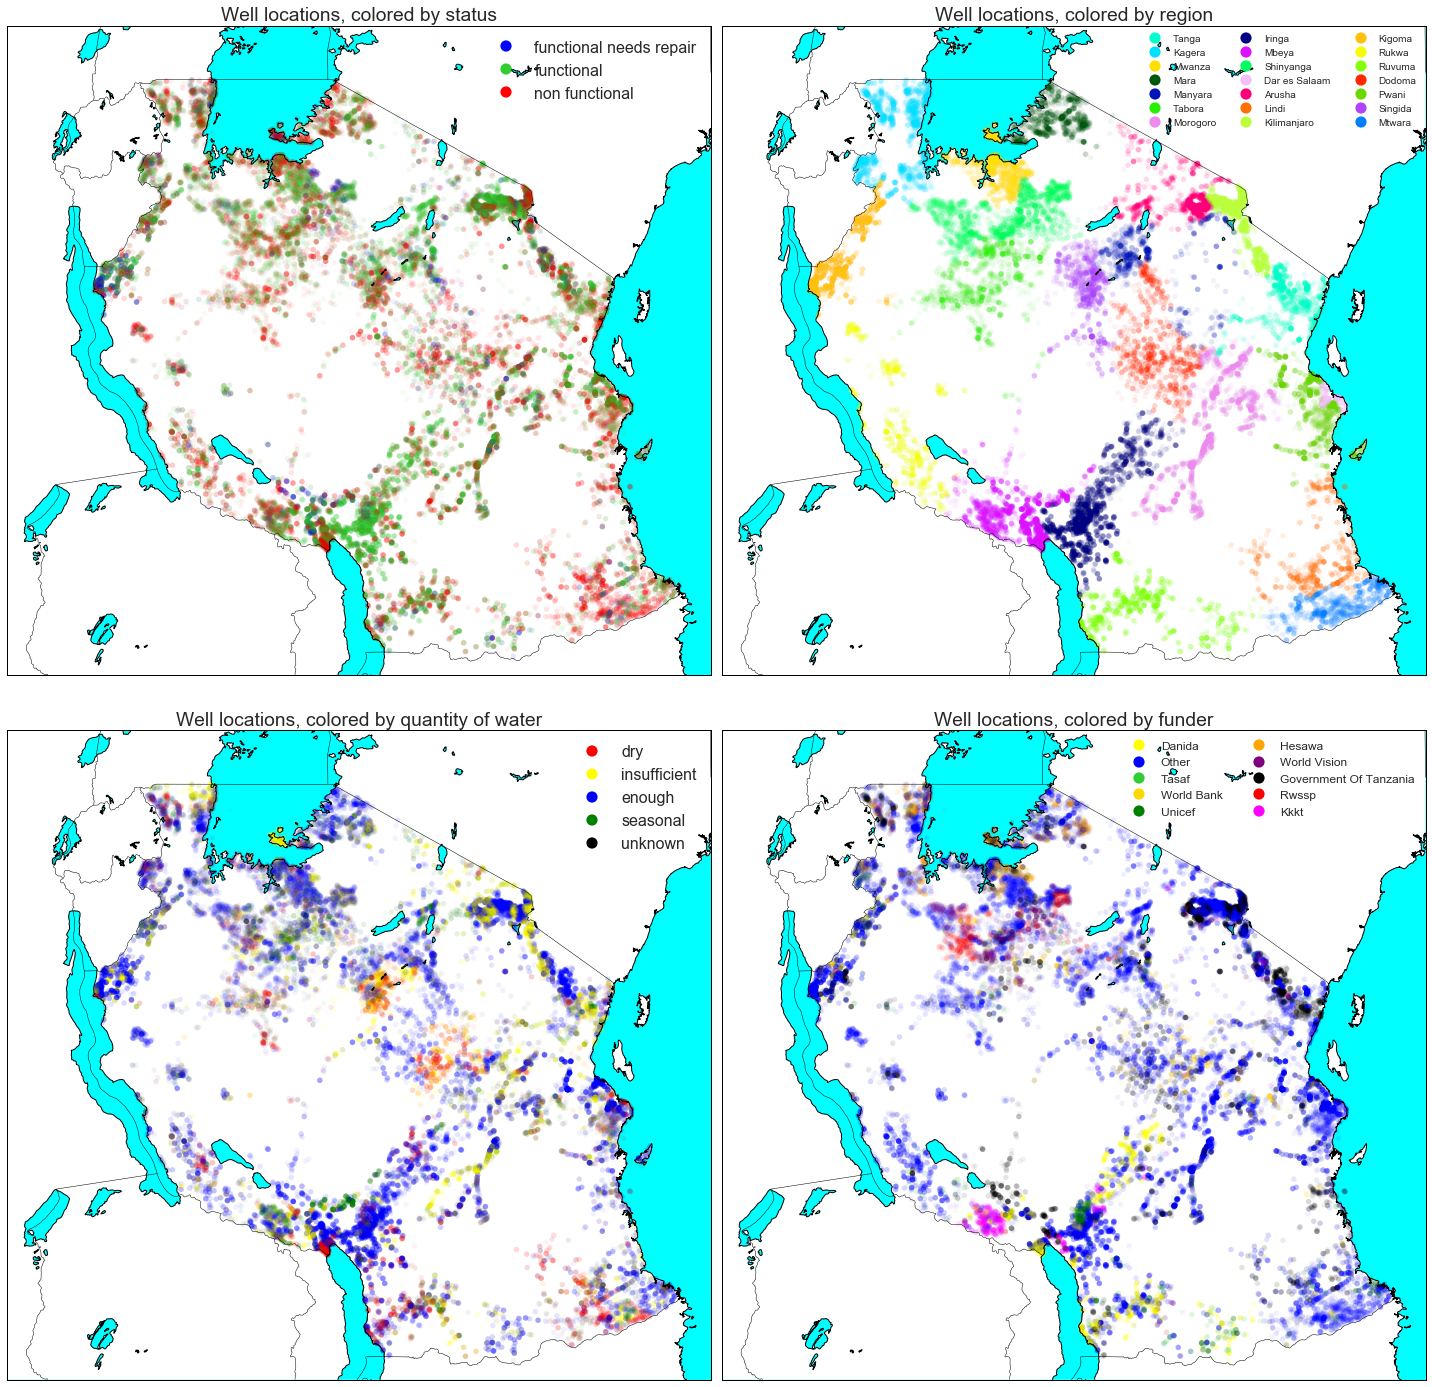 Well locations, colored by status
functional needs repair
functional
non functional
Well locations, colored by region
Tanga
Kagera
Mwanza
Mara
Manyara
Tabora
Morogoro
Iringa
Mbeya
Shinyanga
Dar es Salaam
Arusha
Lindi
Kilimanjaro
Kigoma
Rukwa
Ruvuma
Dodoma
Pwani
Singida
Mtwara
Well locations, colored by quantity of water
dry
insufficient
enough
seasonal
unknown
Well locations, colored by funder
Danida
Other
Tasaf
World Bank
Unicef
Hesawa
World Vision
Government Of Tanzania
Rwssp
Kkkt